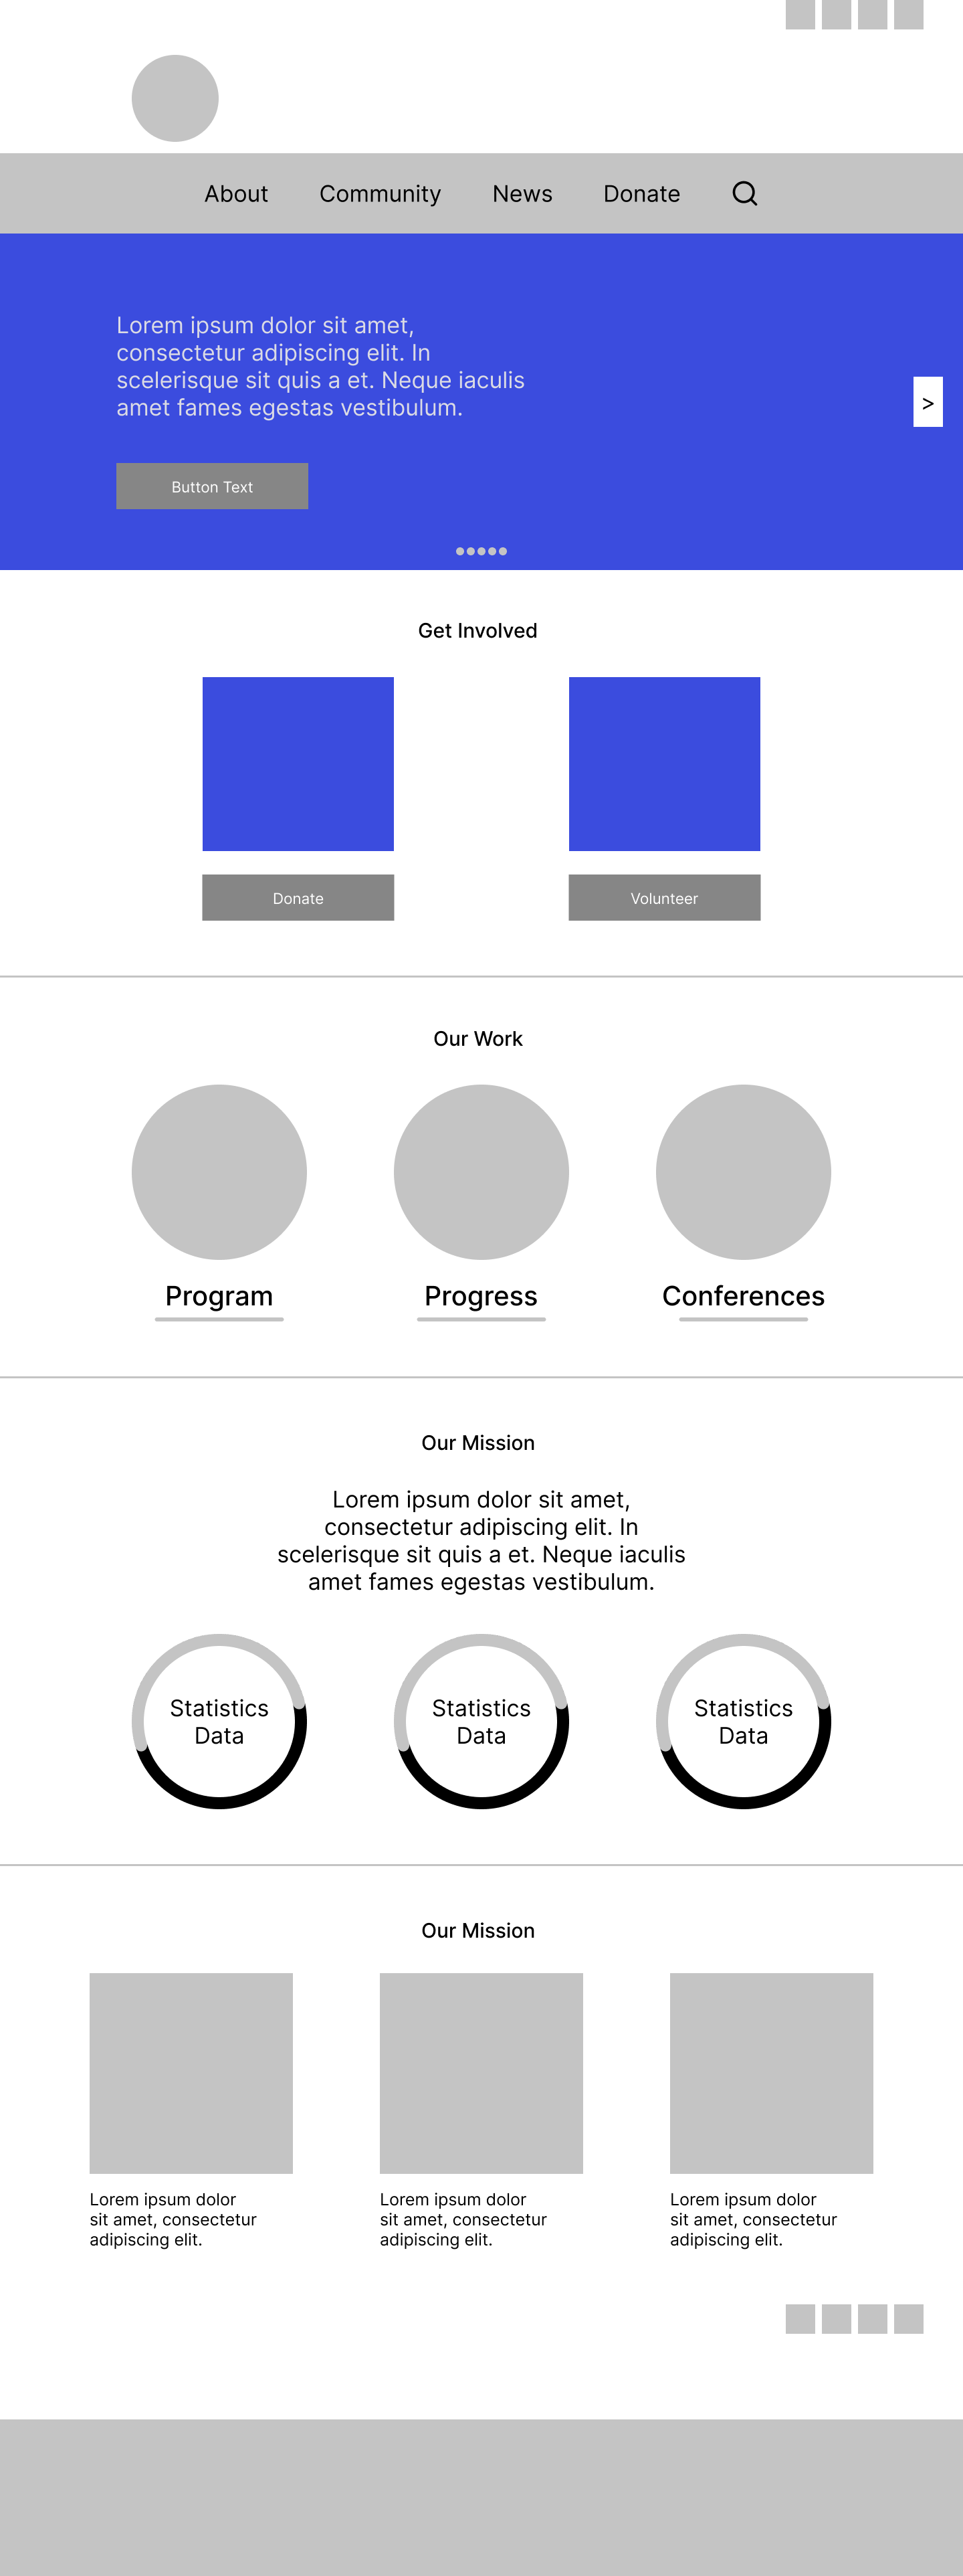 About Community News Donate
Lorem ipsum dolor sit amet,
consectetur adipiscing elit. In
scelerisque sit quis a et. Neque iaculis
amet fames egestas vestibulum.
>
Button Text
Get Involved
Donate Volunteer
Our Work
Program Progress Conferences
Our Mission
Lorem ipsum dolor sit amet,
consectetur adipiscing elit. In
scelerisque sit quis a et. Neque iaculis
amet fames egestas vestibulum.
Statistics
Data
Statistics
Data
Statistics
Data
Our Mission
Lorem ipsum dolor
sit amet, consectetur
adipiscing elit.
Lorem ipsum dolor
sit amet, consectetur
adipiscing elit.
Lorem ipsum dolor
sit amet, consectetur
adipiscing elit.